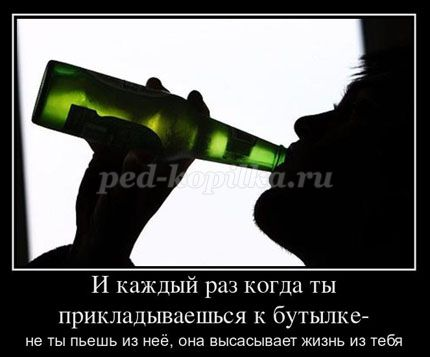 ped-kopilka.ru
И каждый раз когда ты
прикладываешься к бутылке-
не ты пьешь из неё, она высасывает жизнь из тебя